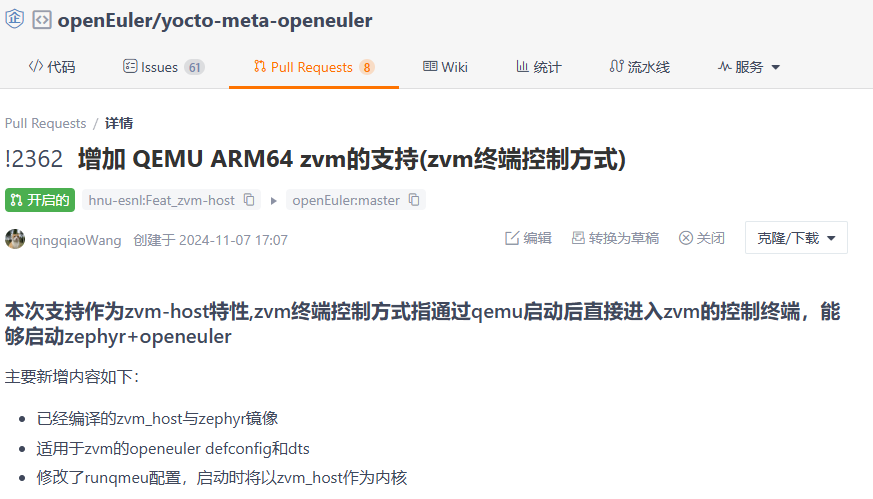 openEuler/yocto-meta-openeuler
代码 Issues 61 Pull Requests 8 Wiki 统计 流水线 服务
Pull Requests / 详情
!2362 增加 QEMU ARM64 zvm的支持(zvm终端控制方式)
开启的 hnu-esnl:Feat_zvm-host openEuler:master
qingqiaoWang 创建于 2024-11-07 17:07 编辑 转换为草稿 关闭 克隆/下载
本次支持作为zvm-host特性,zvm终端控制方式指通过qemu启动后直接进入zvm的控制终端，能
够启动zephyr+openeuler
主要新增内容如下：
已经编译的zvm_host与zephyr镜像
适用于zvm的openeuler defconfig和dts
修改了runqmeu配置，启动时将以zvm_host作为内核